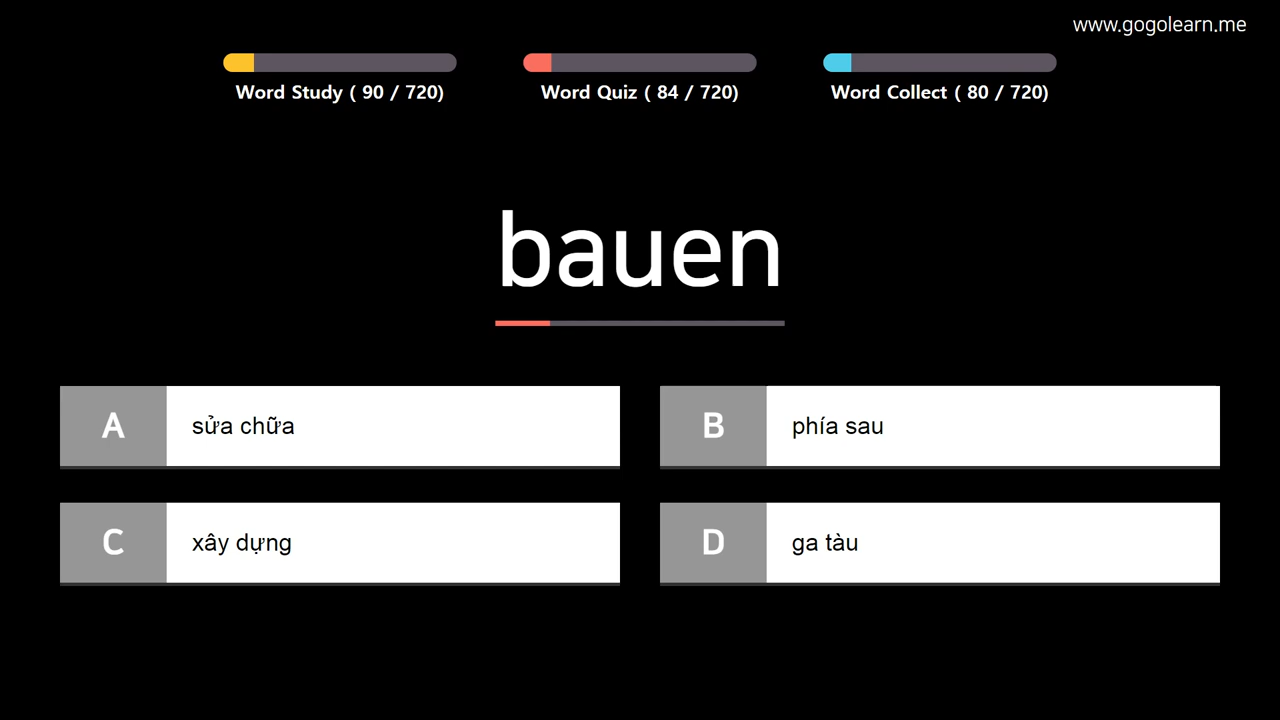 www.gogolearn.me
Word Study ( 90 / 720)
Word Quiz ( 84 / 720)
Word Collect ( 80 / 720)
bauen
A
sửa chữa
B
phía sau
C
xây dựng
D
ga tàu